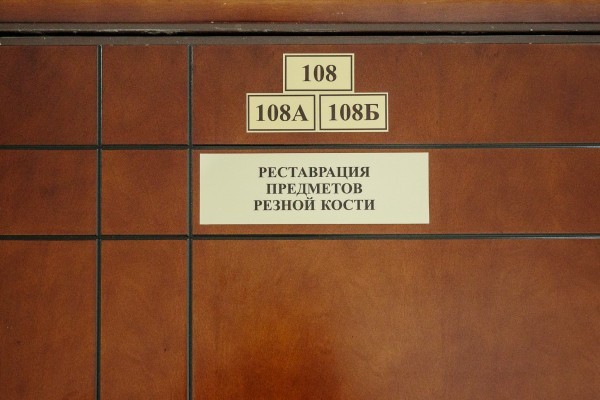 108
108А 108Б
РЕСТАВРАЦИЯ
ПРЕДМЕТОВ
РЕЗНОЙ КОСТИ